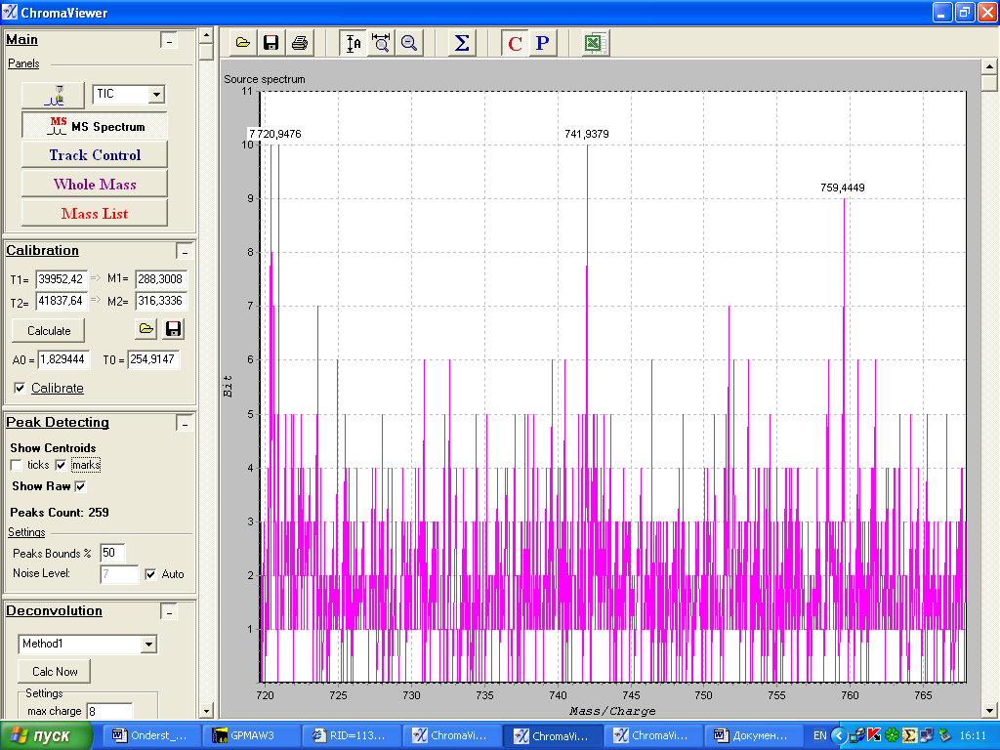 ChromaViewer
Main
Panels
TIC
MS MS Spectrum
Track Control
Whole Mass
Mass List
Calibration
T1= 39952,42 => M1= 288,3008
T2= 41837,64 => M2= 316,3336
Calculate
A0 = 1,829444 T0 = 254,9147
Calibrate
Peak Detecting
Show Centroids
ticks marks
Show Raw
Peaks Count: 259
Settings
Peaks Bounds % 50
Noise Level: 7 Auto
Deconvolution
Method1
Calc Now
Settings
max charge 8
A Σ C P
Source spectrum
11
7 720,9476 741,9379
10
759,4449
9
8
7
6
5
4
3
2
1
Bit
720 725 730 735 740 745 750 755 760 765
Mass/Charge
пуск Onderst_... GPMAW3 RID=113... ChromaVi... ChromaVi... ChromaVi... Докумен... EN 16:11